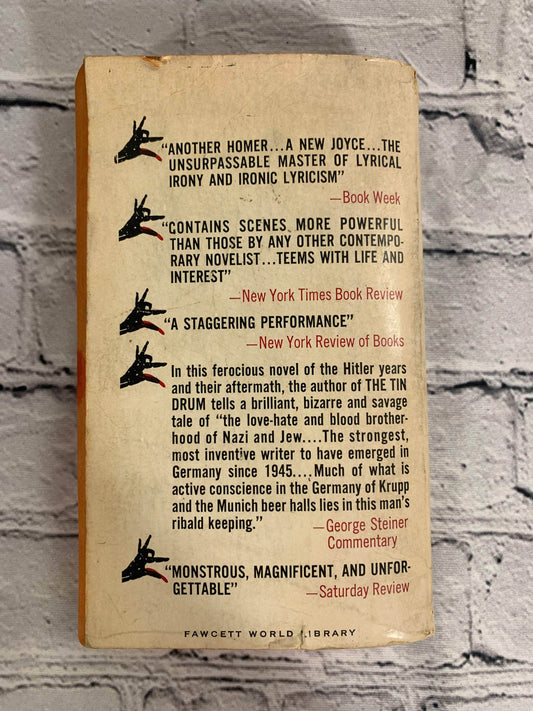 "ANOTHER HOMER...A NEW JOYCE...THE
UNSURPASSABLE MASTER OF LYRICAL
IRONY AND IRONIC LYRICISM"
—Book Week
"CONTAINS SCENES MORE POWERFUL
THAN THOSE BY ANY OTHER CONTEMPO-
RARY NOVELIST...TEEMS WITH LIFE AND
INTEREST"
—New York Times Book Review
"A STAGGERING PERFORMANCE"
—New York Review of Books
In this ferocious novel of the Hitler years
and their aftermath, the author of THE TIN
DRUM tells a brilliant, bizarre and savage
tale of "the love-hate and blood brother-
hood of Nazi and Jew....The strongest,
most inventive writer to have emerged in
Germany since 1945....Much of what is
active conscience in the Germany of Krupp
and the Munich beer halls lies in this man's
ribald keeping."
—George Steiner
Commentary
"MONSTROUS, MAGNIFICENT, AND UNFOR-
GETTABLE"
—Saturday Review
FAWCETT WORLD LIBRARY